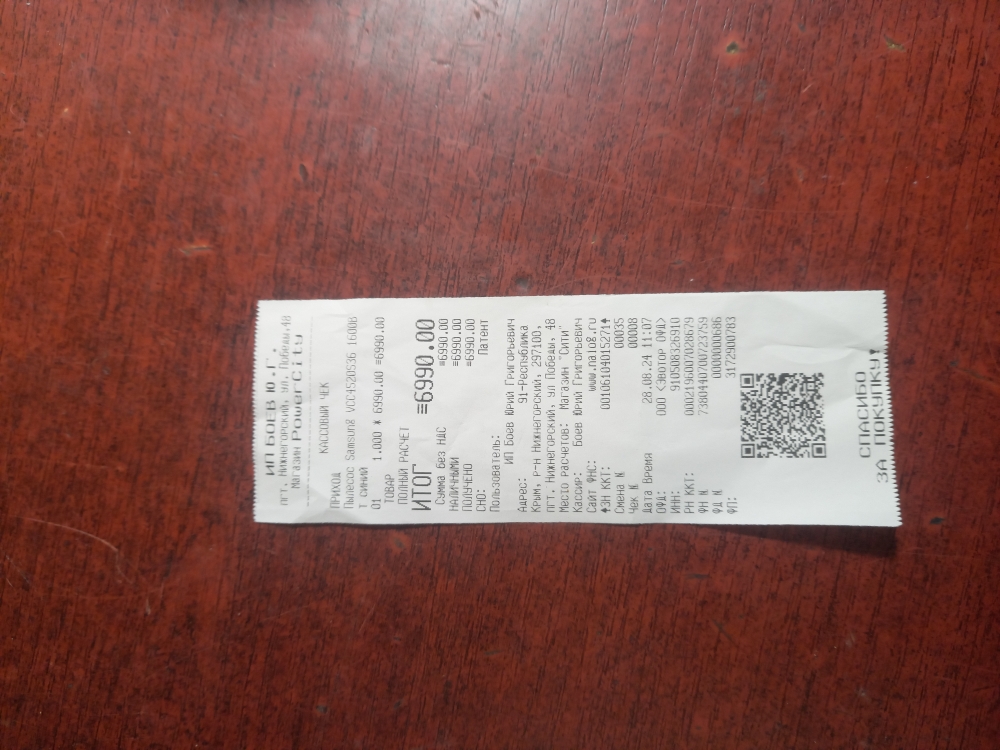 ИП БОЕВ Ю.Г.
пгт. Нижнегорский, ул. Победы,48
Магазин PowerCity
КАССОВЫЙ ЧЕК
ПРИХОД
Пылесос Samsung VCC4520S36 1600В
т синий
01 1.000 * 6990.00 ≡6990.00
ТОВАР
ПОЛНЫЙ РАСЧЕТ
ИТОГ ≡6990.00
Сумма без НДС ≡6990.00
НАЛИЧНЫМИ ≡6990.00
ПОЛУЧЕНО ≡6990.00
СНО: Патент
Пользователь:
ИП Боев Юрий Григорьевич
Адрес: 91-Республика
Крым, р-н Нижнегорский, 297100,
пгт. Нижнегорский, ул Победы, 48
Место расчетов: Магазин "Сити"
Кассир: Боев Юрий Григорьевич
Сайт ФНС: www.nalog.ru
♦ЗН ККТ: 00106104015271♦
Смена N 00035
Чек N 00008
Дата Время 28.08.24 11:07
ОФД: ООО <Эвотор ОФД>
ИНН: 910508326910
РН ККТ: 0002196007028679
ФН N 7380440700723759
ФД N 0000000686
ФП: 3172900783
СПАСИБО
ЗА ПОКУПКУ!